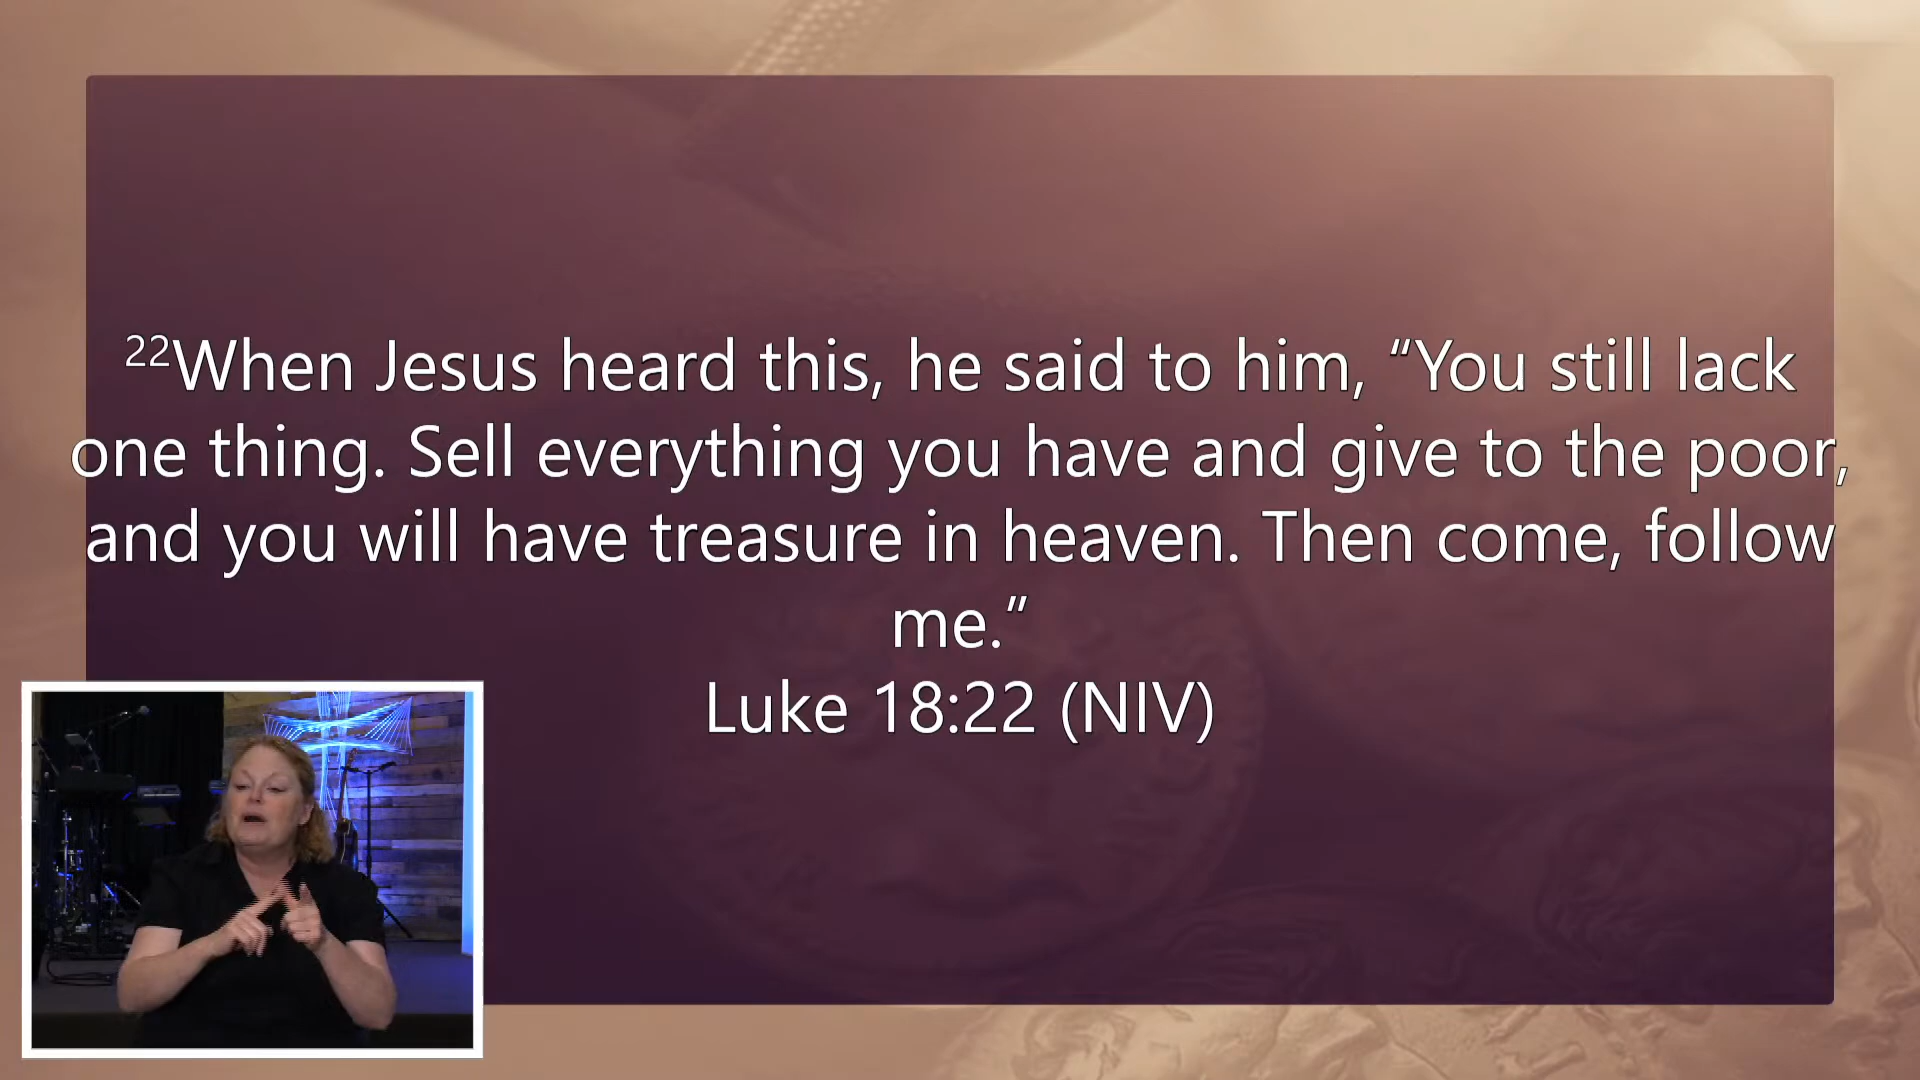 ²²When Jesus heard this, he said to him, “You still lack
one thing. Sell everything you have and give to the poor,
and you will have treasure in heaven. Then come, follow
me.”
Luke 18:22 (NIV)